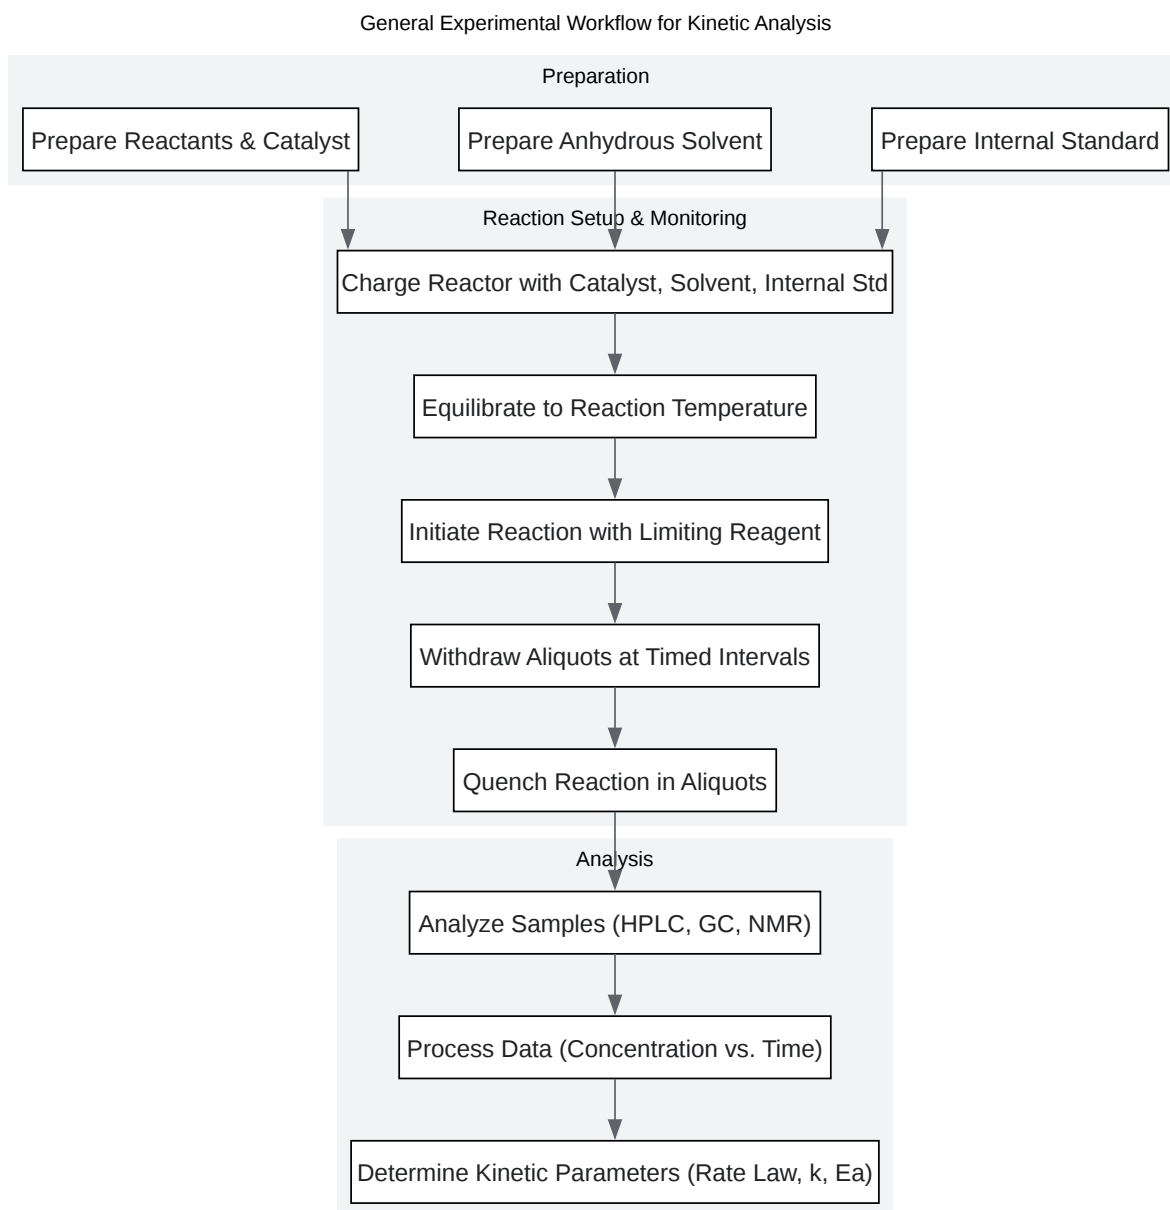 General Experimental Workflow for Kinetic Analysis
Preparation
Prepare Reactants & Catalyst
Prepare Anhydrous Solvent
Prepare Internal Standard
Reaction Setup & Monitoring
Charge Reactor with Catalyst, Solvent, Internal Std
Equilibrate to Reaction Temperature
Initiate Reaction with Limiting Reagent
Withdraw Aliquots at Timed Intervals
Quench Reaction in Aliquots
Analysis
Analyze Samples (HPLC, GC, NMR)
Process Data (Concentration vs. Time)
Determine Kinetic Parameters (Rate Law, k, Ea)